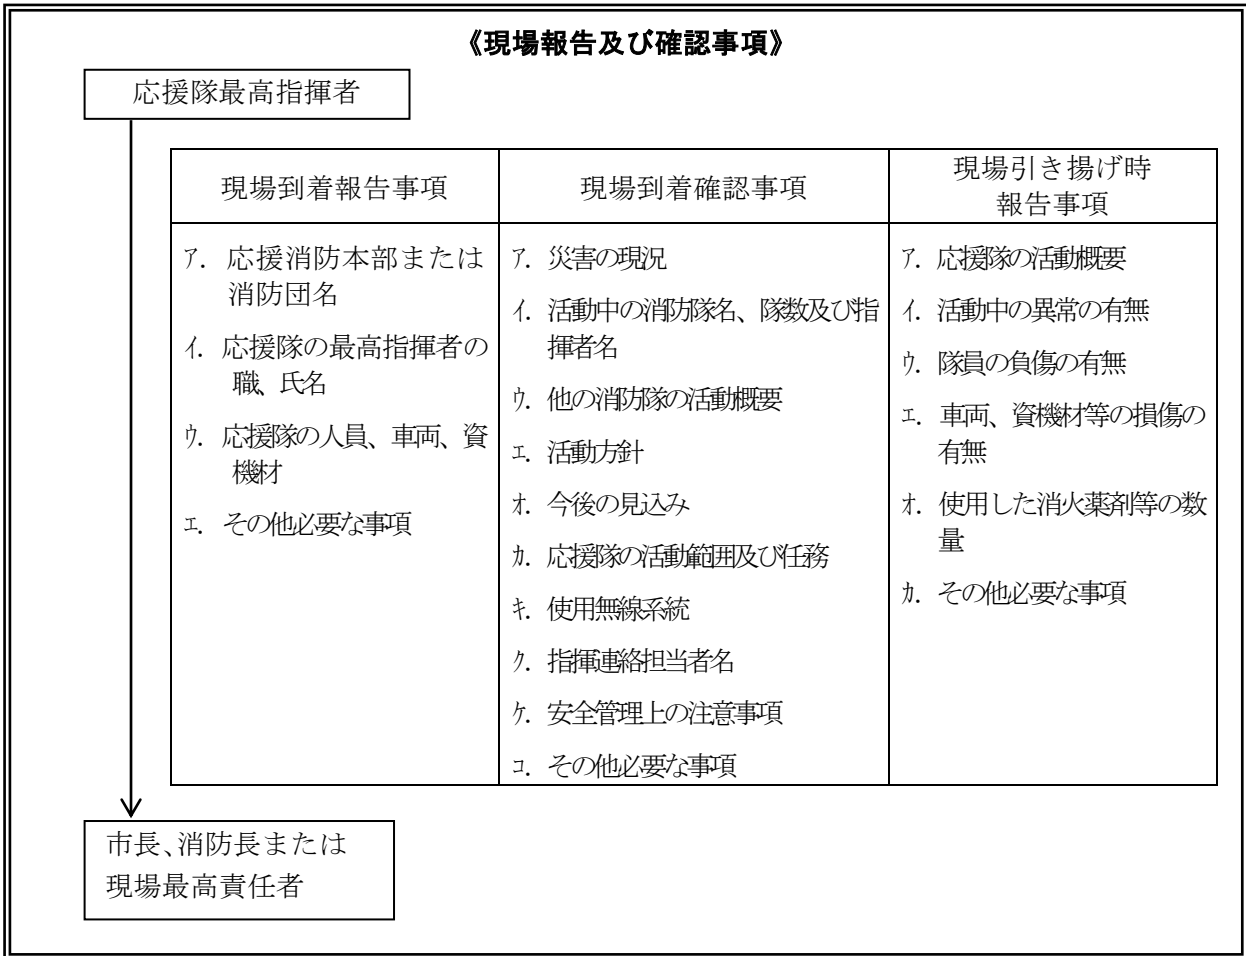 《現場報告及び確認事項》
応援隊最高指揮者
現場到着報告事項
現場到着確認事項
現場引き揚げ時
報告事項
ア．応援消防本部または
消防団名
イ．応援隊の最高指揮者の
職、氏名
ウ．応援隊の人員、車両、資
機材
エ．その他必要な事項
ア．災害の現況
イ．活動中の消防隊名、隊数及び指
揮者名
ウ．他の消防隊の活動概要
エ．活動方針
オ．今後の見込み
カ．応援隊の活動範囲及び任務
キ．使用無線系統
ク．指揮連絡担当者名
ケ．安全管理上の注意事項
コ．その他必要な事項
ア．応援隊の活動概要
イ．活動中の異常の有無
ウ．隊員の負傷の有無
エ．車両、資機材等の損傷の
有無
オ．使用した消火薬剤等の数
量
カ．その他必要な事項
市長、消防長または
現場最高責任者